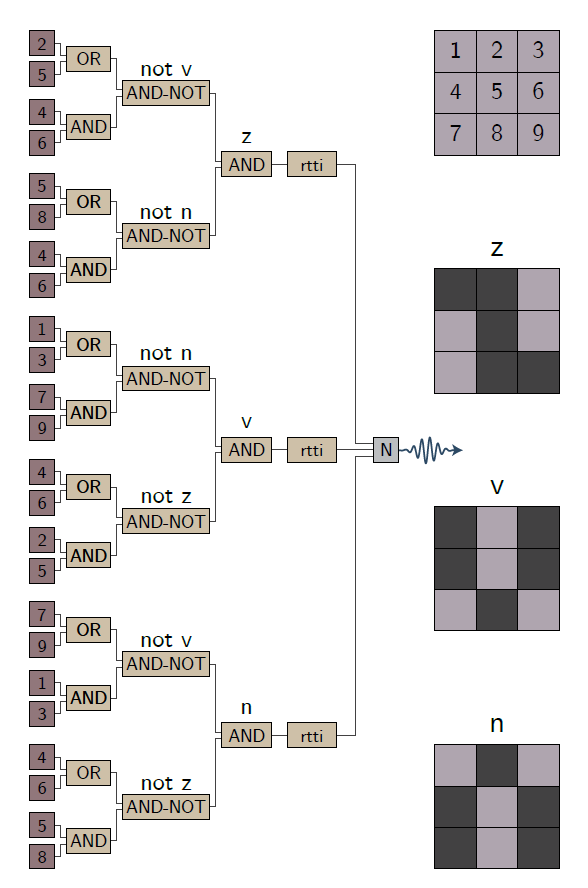 2
OR
5
not v
AND-NOT
4
AND
6
z
AND
rtti
5
OR
8
not n
AND-NOT
4
AND
6
1
OR
3
not n
AND-NOT
7
AND
9
v
AND
rtti
N
4
OR
6
not z
AND-NOT
2
AND
5
7
OR
9
not v
AND-NOT
1
AND
3
n
AND
rtti
4
OR
6
not z
AND-NOT
5
AND
8
1 2 3
4 5 6
7 8 9
z
v
n